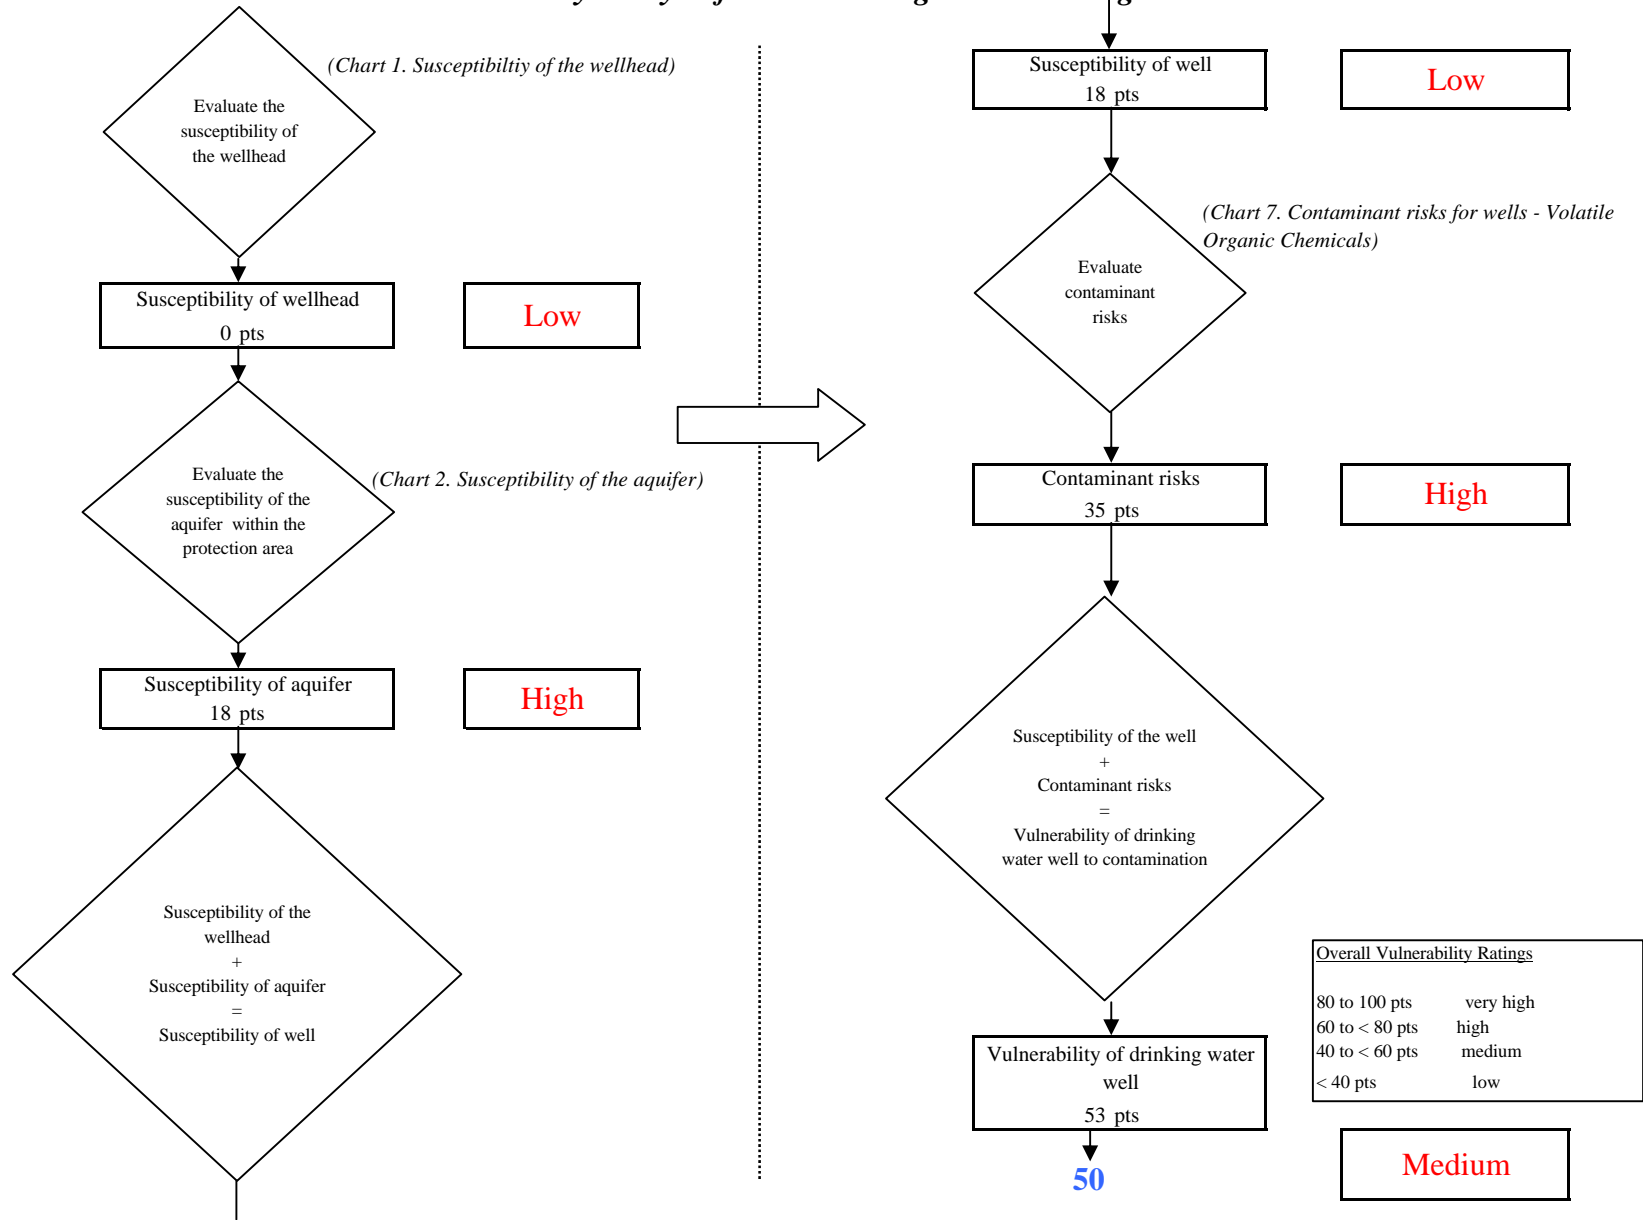 (Chart 1. Susceptibiltiy of the wellhead)
Evaluate the
susceptibility of
the wellhead
Susceptibility of wellhead
0 pts
Low
Evaluate the
susceptibility of the
aquifer within the
protection area
(Chart 2. Susceptibility of the aquifer)
Susceptibility of aquifer
18 pts
High
Susceptibility of the
wellhead
+
Susceptibility of aquifer
=
Susceptibility of well
Susceptibility of well
18 pts
Low
(Chart 7. Contaminant risks for wells - Volatile
Organic Chemicals)
Evaluate
contaminant
risks
Contaminant risks
35 pts
High
Susceptibility of the well
+
Contaminant risks
=
Vulnerability of drinking
water well to contamination
Overall Vulnerability Ratings
80 to 100 pts very high
60 to < 80 pts high
40 to < 60 pts medium
< 40 pts low
Vulnerability of drinking water
well
53 pts
50
Medium